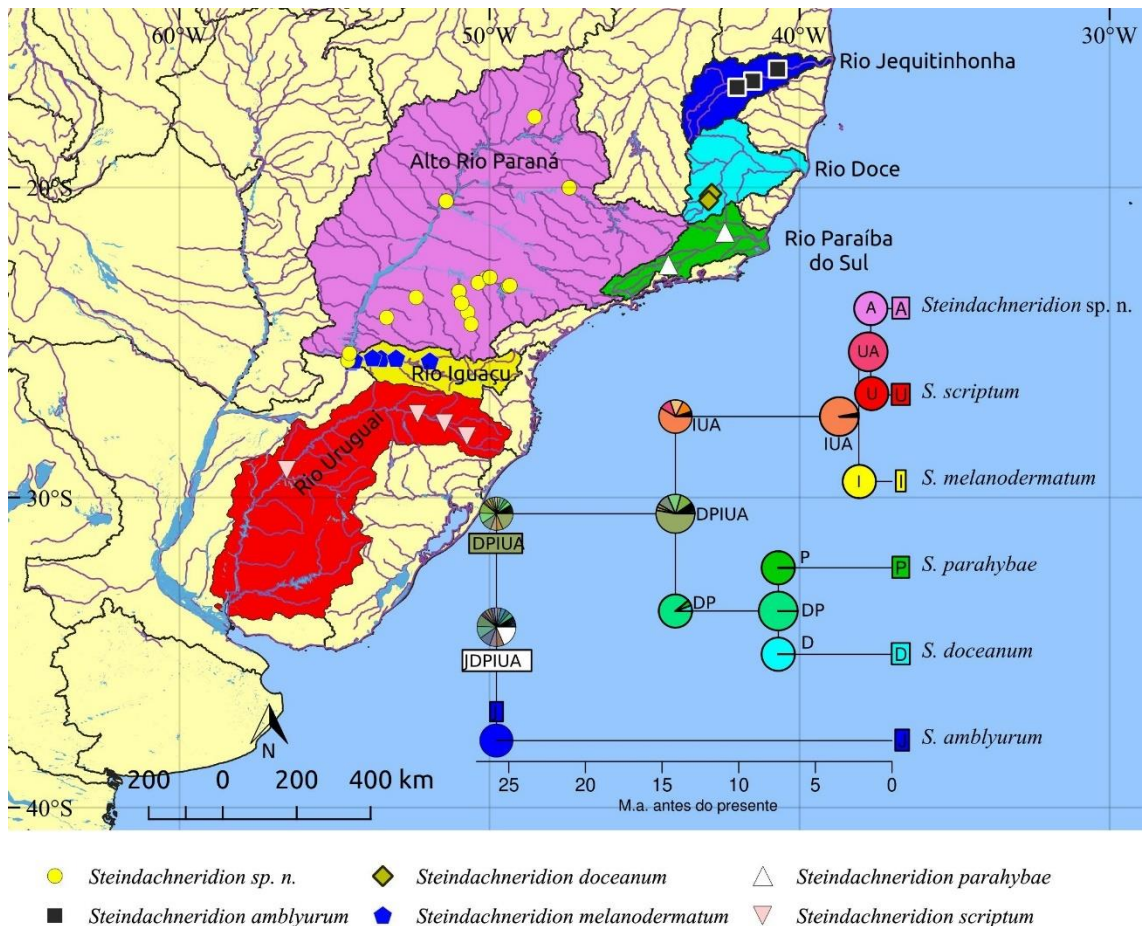 60°W
50°W
40°W
30°W
Rio Jequitinhonha
Alto Rio Paraná
Rio Doce
20°S
Rio Paraíba
do Sul
A
A
Steindachneridion sp. n.
UA
Rio Iguaçu
U
U
S. scriptum
IUA
IUA
Rio Uruguai
I
I
S. melanodermatum
30°S
DPIUA
DPIUA
P
P
S. parahybae
DP
DP
D
D
S. doceanum
JDPIUA
J
J
S. amblyurum
N
200 0 200 400 km
25 20 15 10 5 0
M.a. antes do presente
40°S
Steindachneridion sp. n.
Steindachneridion doceanum
Steindachneridion parahybae
Steindachneridion amblyurum
Steindachneridion melanodermatum
Steindachneridion scriptum